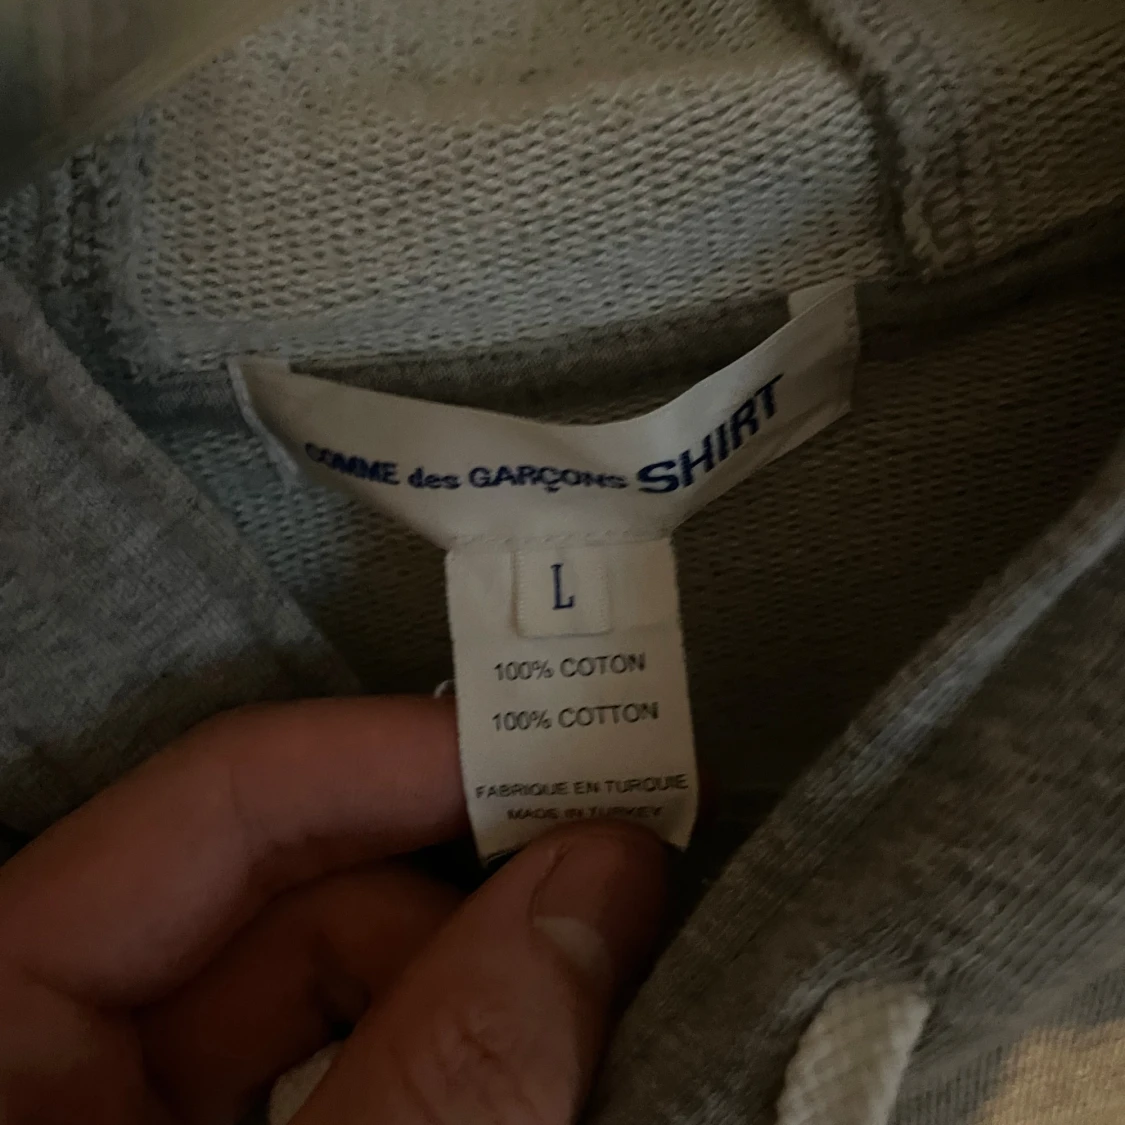 COMME des GARÇONS SHIRT
L
100% COTON
100% COTTON
FABRIQUE EN TURQUIE
MADE IN TURKEY